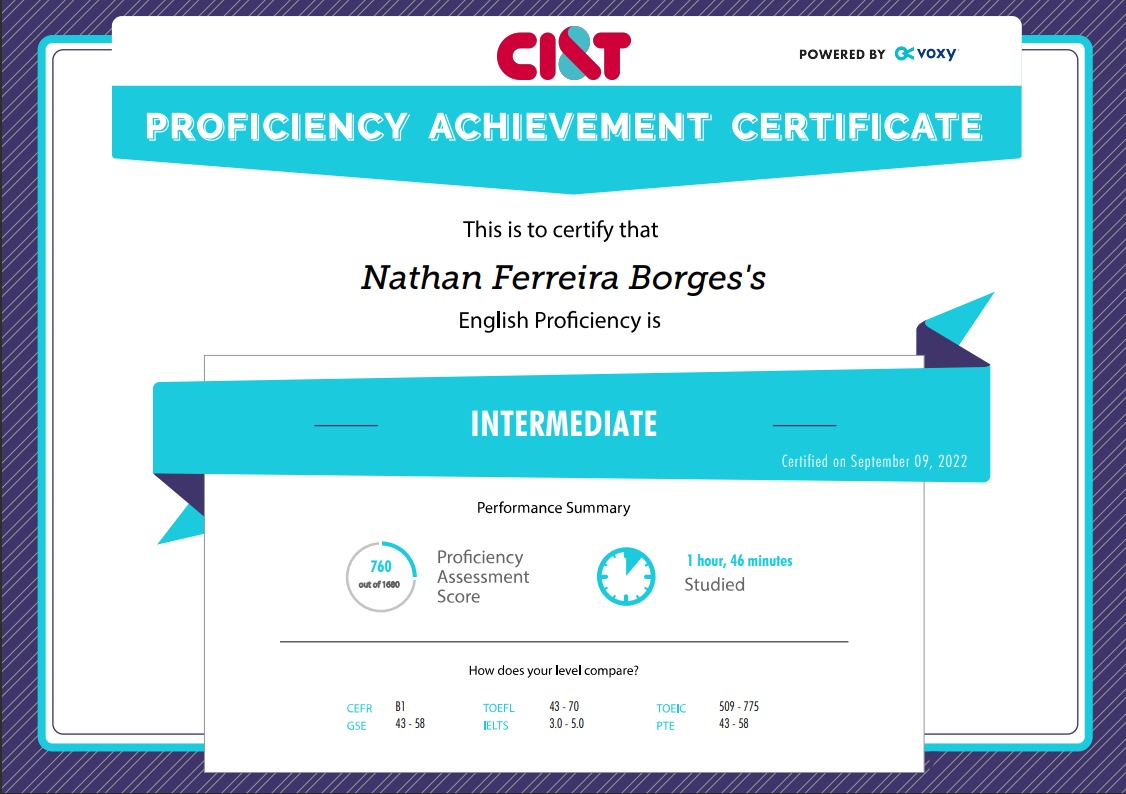 CI&T
POWERED BY voxy
PROFICIENCY ACHIEVEMENT CERTIFICATE
This is to certify that
Nathan Ferreira Borges's
English Proficiency is
INTERMEDIATE
Certified on September 09, 2022
Performance Summary
760
out of 1680
Proficiency
Assessment
Score
1 hour, 46 minutes
Studied
How does your level compare?
CEFR B1 TOEFL 43 - 70 TOEIC 509 - 775
GSE 43 - 58 IELTS 3.0 - 5.0 PTE 43 - 58